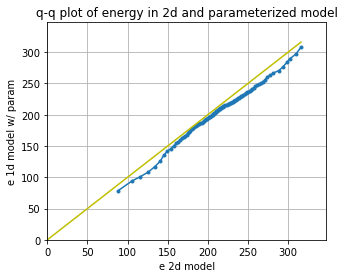 q-q plot of energy in 2d and parameterized model
300
250
200
150
100
50
0
0 50 100 150 200 250 300
e 1d model w/ param
e 2d model